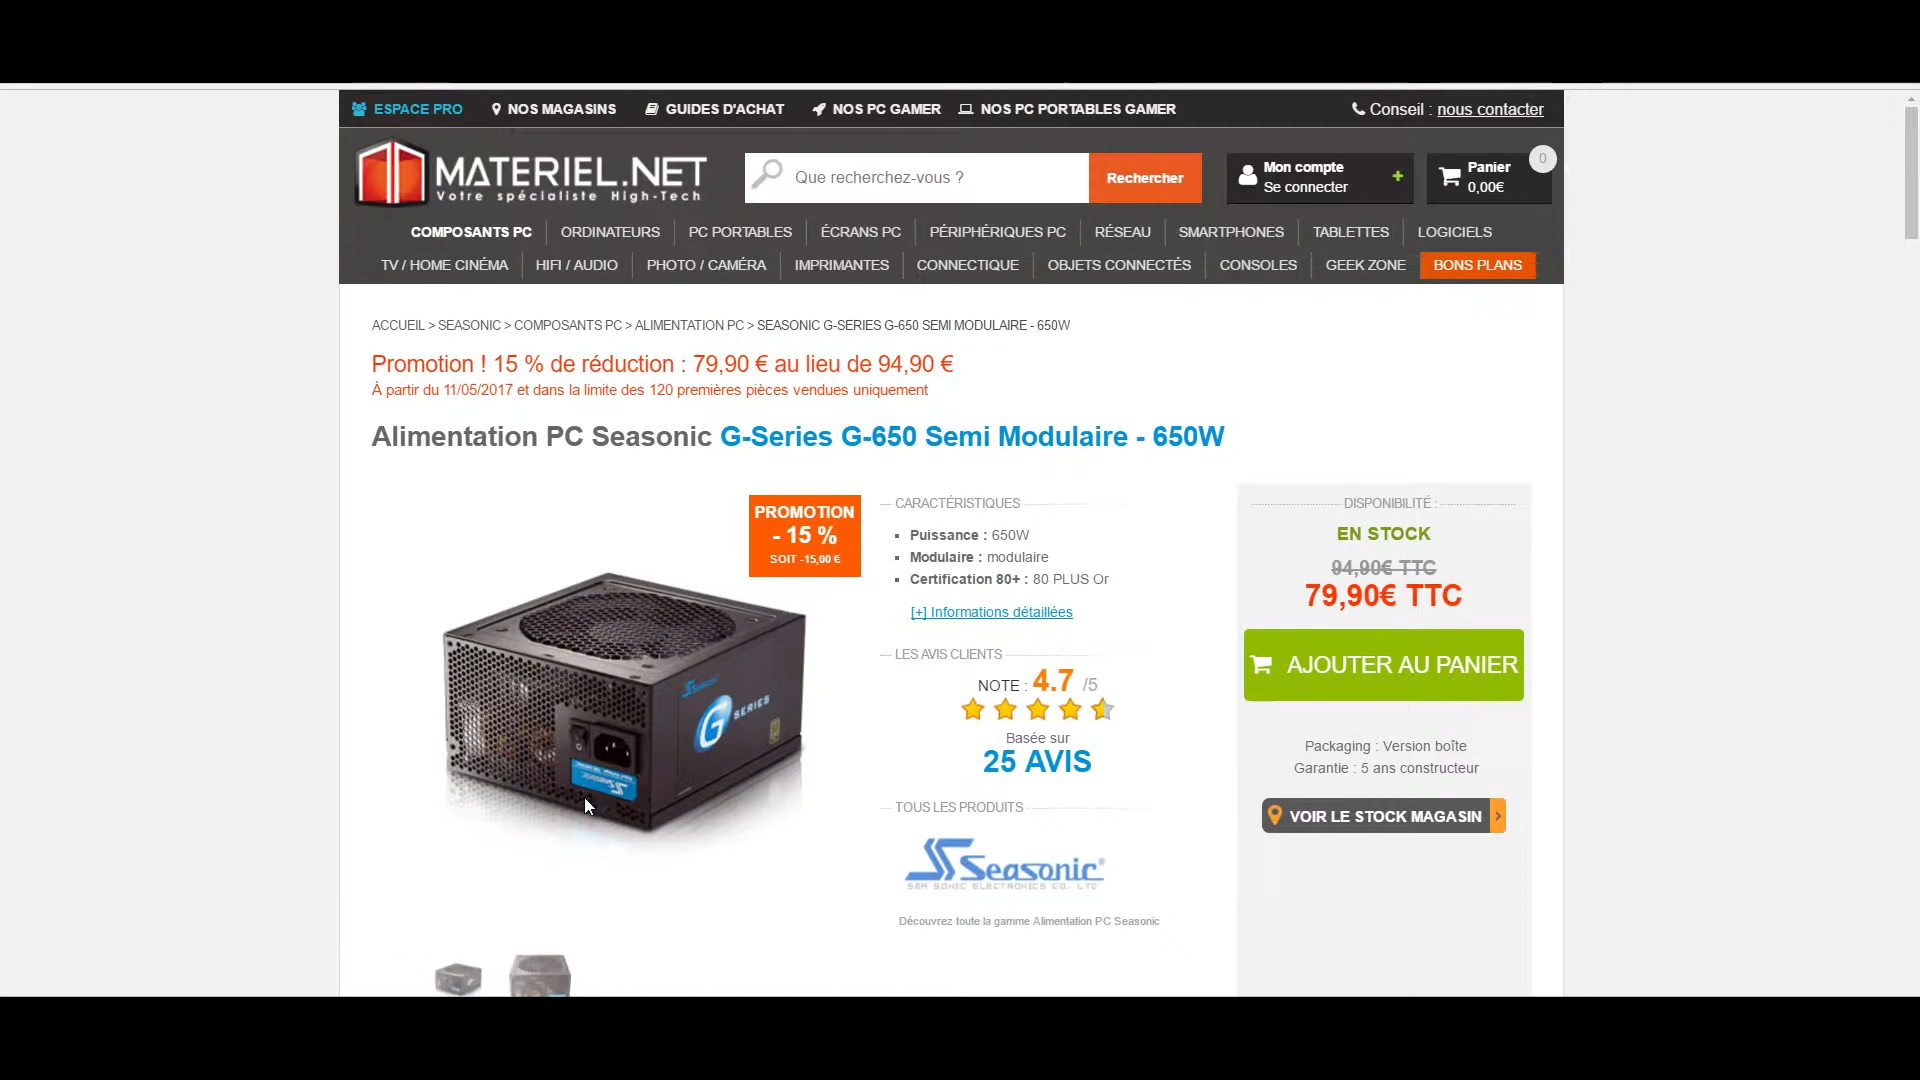 ESPACE PRO NOS MAGASINS GUIDES D'ACHAT NOS PC GAMER NOS PC PORTABLES GAMER Conseil : nous contacter
MATERIEL.NET
Votre spécialiste High-Tech
Que recherchez-vous ?
Rechercher
Mon compte
Se connecter
+
Panier
0,00€
0
COMPOSANTS PC ORDINATEURS PC PORTABLES ÉCRANS PC PÉRIPHÉRIQUES PC RÉSEAU SMARTPHONES TABLETTES LOGICIELS
TV / HOME CINÉMA HIFI / AUDIO PHOTO / CAMÉRA IMPRIMANTES CONNECTIQUE OBJETS CONNECTÉS CONSOLES GEEK ZONE BONS PLANS
ACCUEIL > SEASONIC > COMPOSANTS PC > ALIMENTATION PC > SEASONIC G-SERIES G-650 SEMI MODULAIRE - 650W
Promotion ! 15 % de réduction : 79,90 € au lieu de 94,90 €
À partir du 11/05/2017 et dans la limite des 120 premières pièces vendues uniquement
Alimentation PC Seasonic G-Series G-650 Semi Modulaire - 650W
PROMOTION
- 15 %
SOIT -15,00 €
Seasonic
G SERIES
Seasonic
CARACTÉRISTIQUES
Puissance : 650W
Modulaire : modulaire
Certification 80+ : 80 PLUS Or
[+] Informations détaillées
LES AVIS CLIENTS
NOTE : 4.7 /5
Basée sur
25 AVIS
TOUS LES PRODUITS
Seasonic®
SEA SONIC ELECTRONICS CO., LTD
Découvrez toute la gamme Alimentation PC Seasonic
DISPONIBILITÉ :
EN STOCK
94,90€ TTC
79,90€ TTC
AJOUTER AU PANIER
Packaging : Version boîte
Garantie : 5 ans constructeur
VOIR LE STOCK MAGASIN